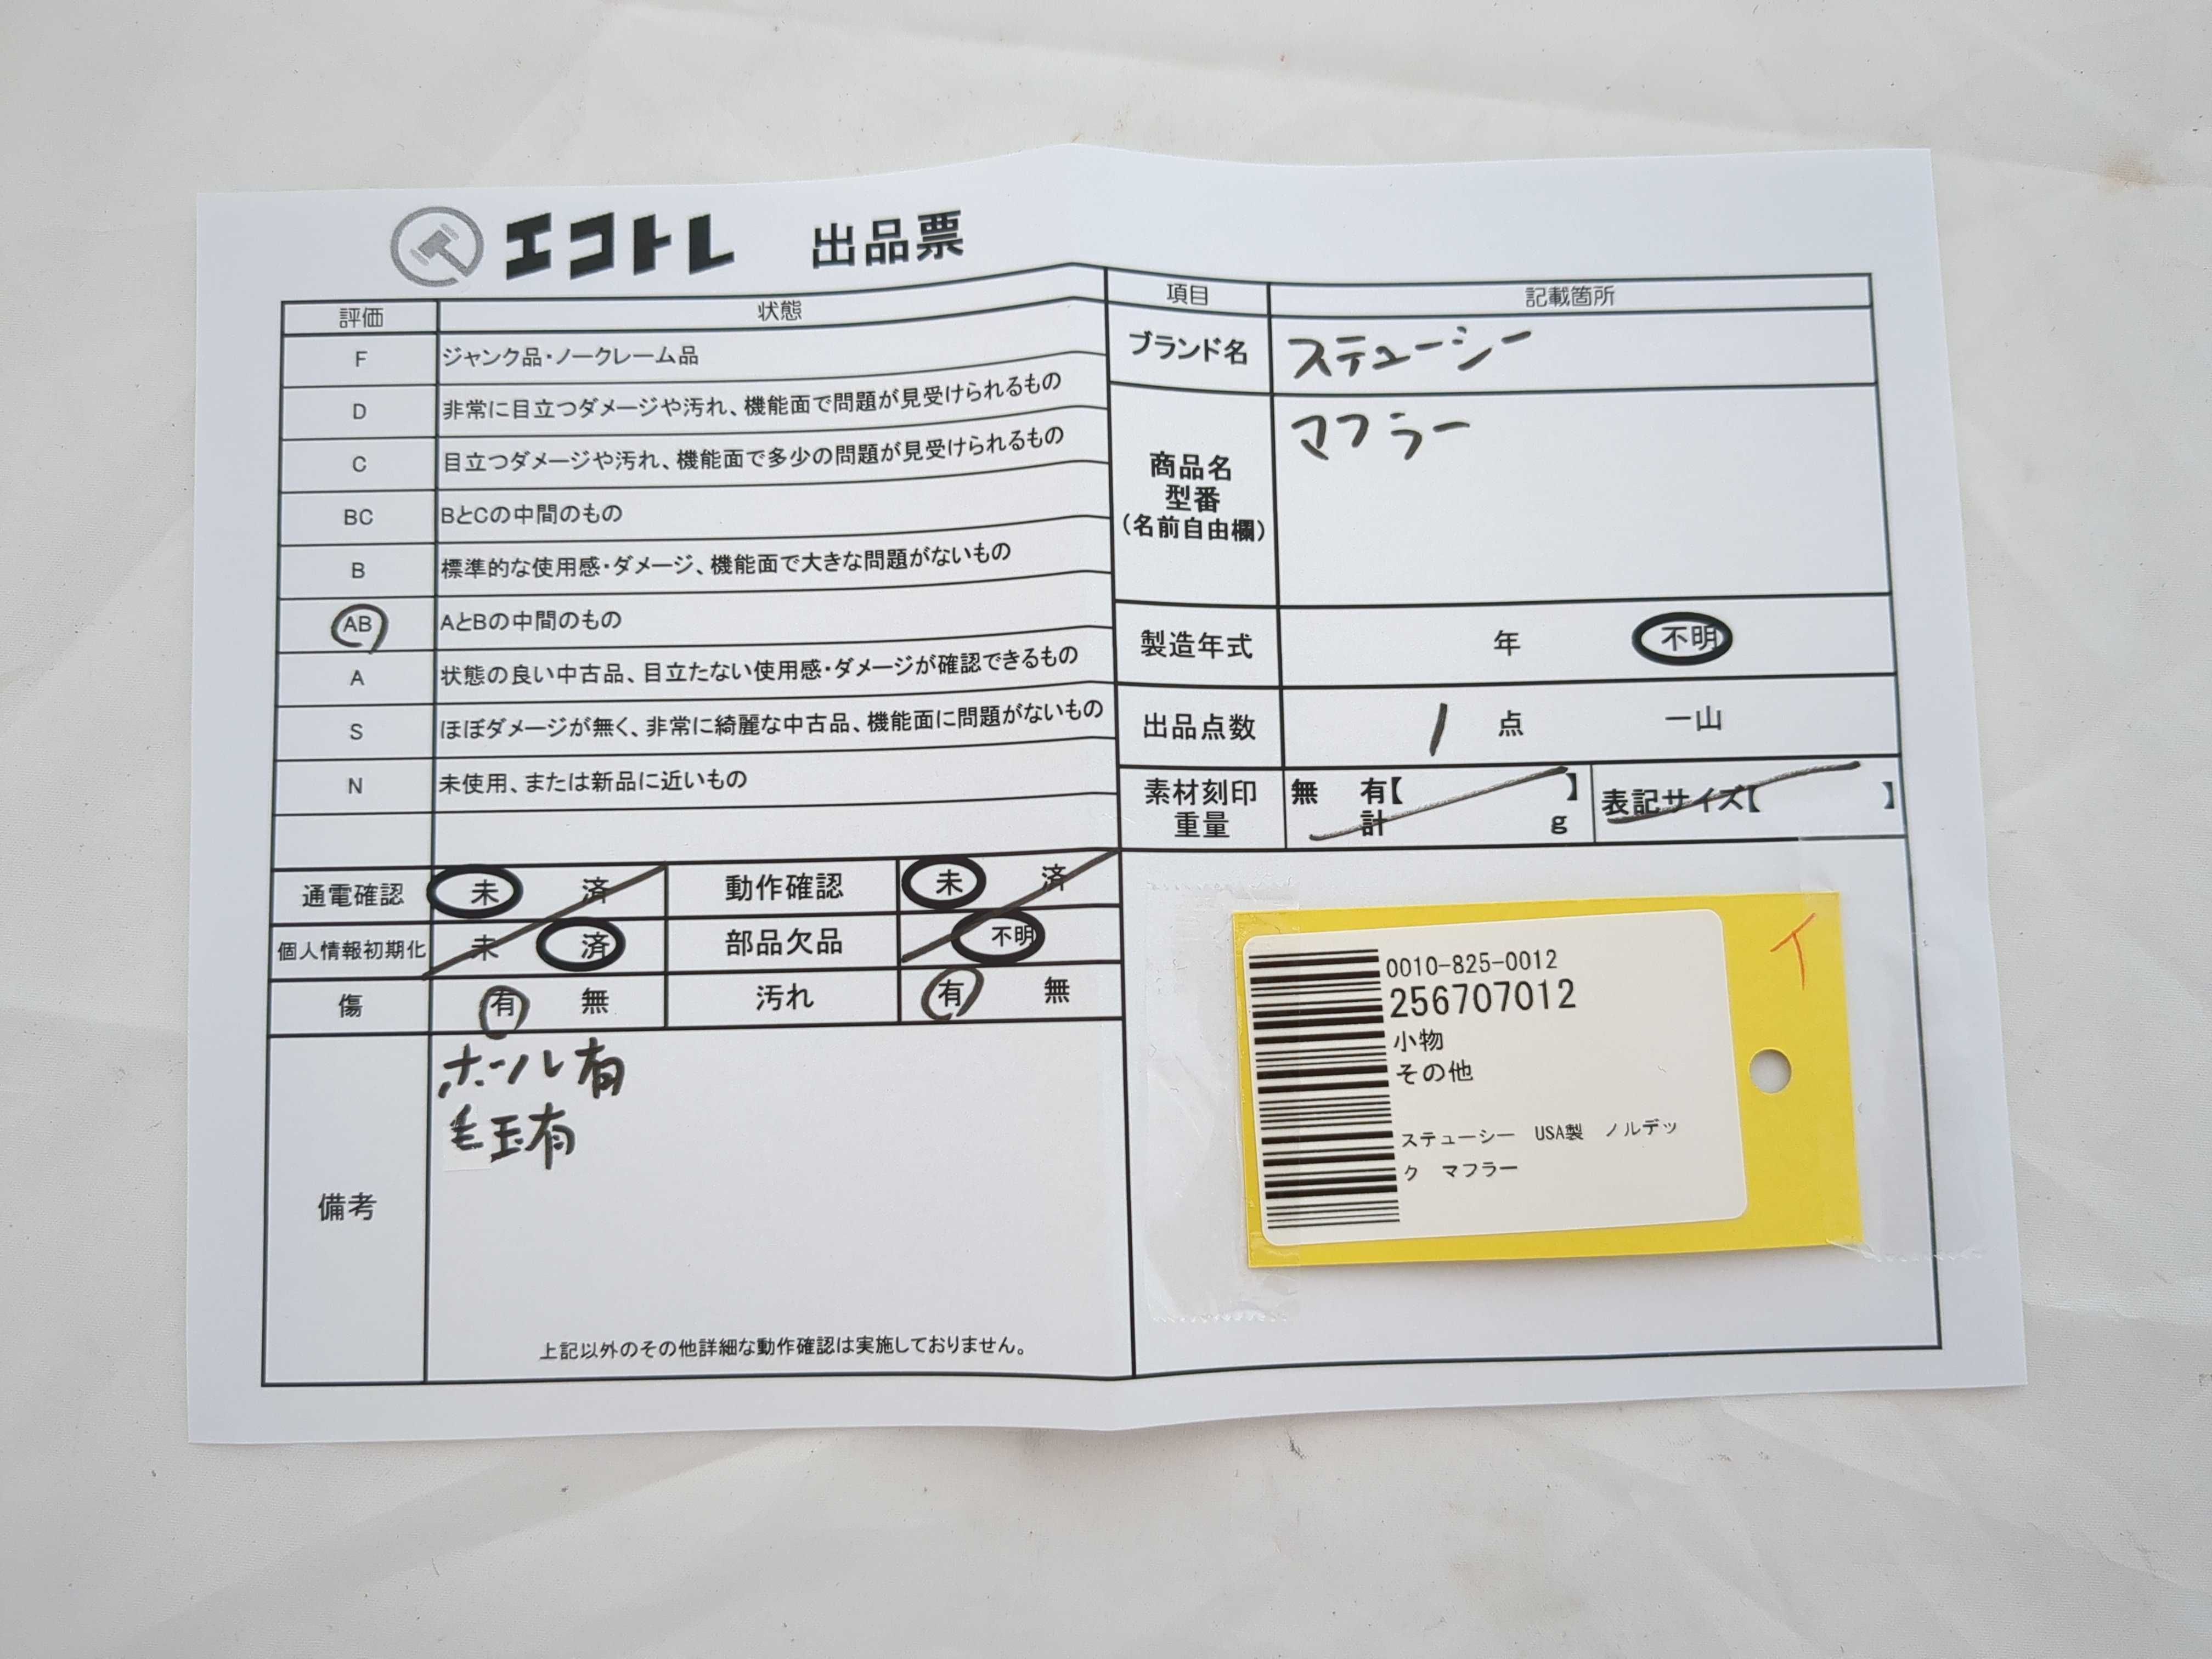 エコトレ 出品票
評価 状態
F ジャンク品・ノークレーム品
D 非常に目立つダメージや汚れ、機能面で問題が見受けられるもの
C 目立つダメージや汚れ、機能面で多少の問題が見受けられるもの
BC BとCの中間のもの
B 標準的な使用感・ダメージ、機能面で大きな問題がないもの
AB AとBの中間のもの
A 状態の良い中古品、目立たない使用感・ダメージが確認できるもの
S ほぼダメージが無く、非常に綺麗な中古品、機能面に問題がないもの
N 未使用、または新品に近いもの
通電確認 未 済 動作確認 未 済
個人情報初期化 未 済 部品欠品 不明
傷 有 無 汚れ 有 無
備考
ホール有
毛玉有
上記以外のその他詳細な動作確認は実施しておりません。
項目 記載箇所
ブランド名 ステューシー
商品名
型番
(名前自由欄)
マフラー
製造年式 年 不明
出品点数 1 点 一山
素材刻印 無 有【 】 表記サイズ【 】
重量 計 g
イ
0010-825-0012
256707012
小物
その他
ステューシー USA製 ノルデッ
ク マフラー